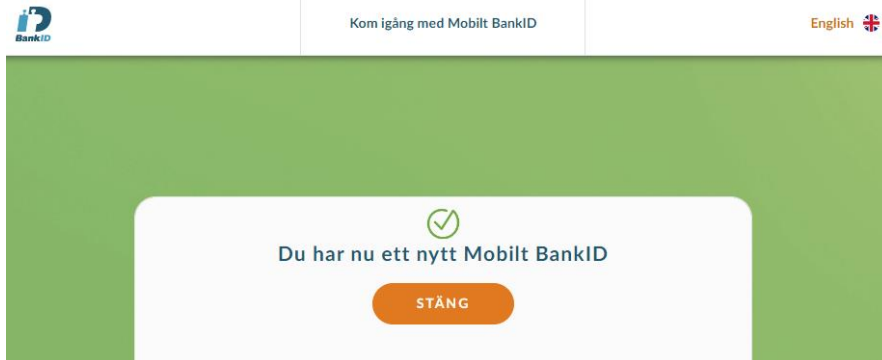 BankID
Kom igång med Mobilt BankID
English
Du har nu ett nytt Mobilt BankID
STÄNG